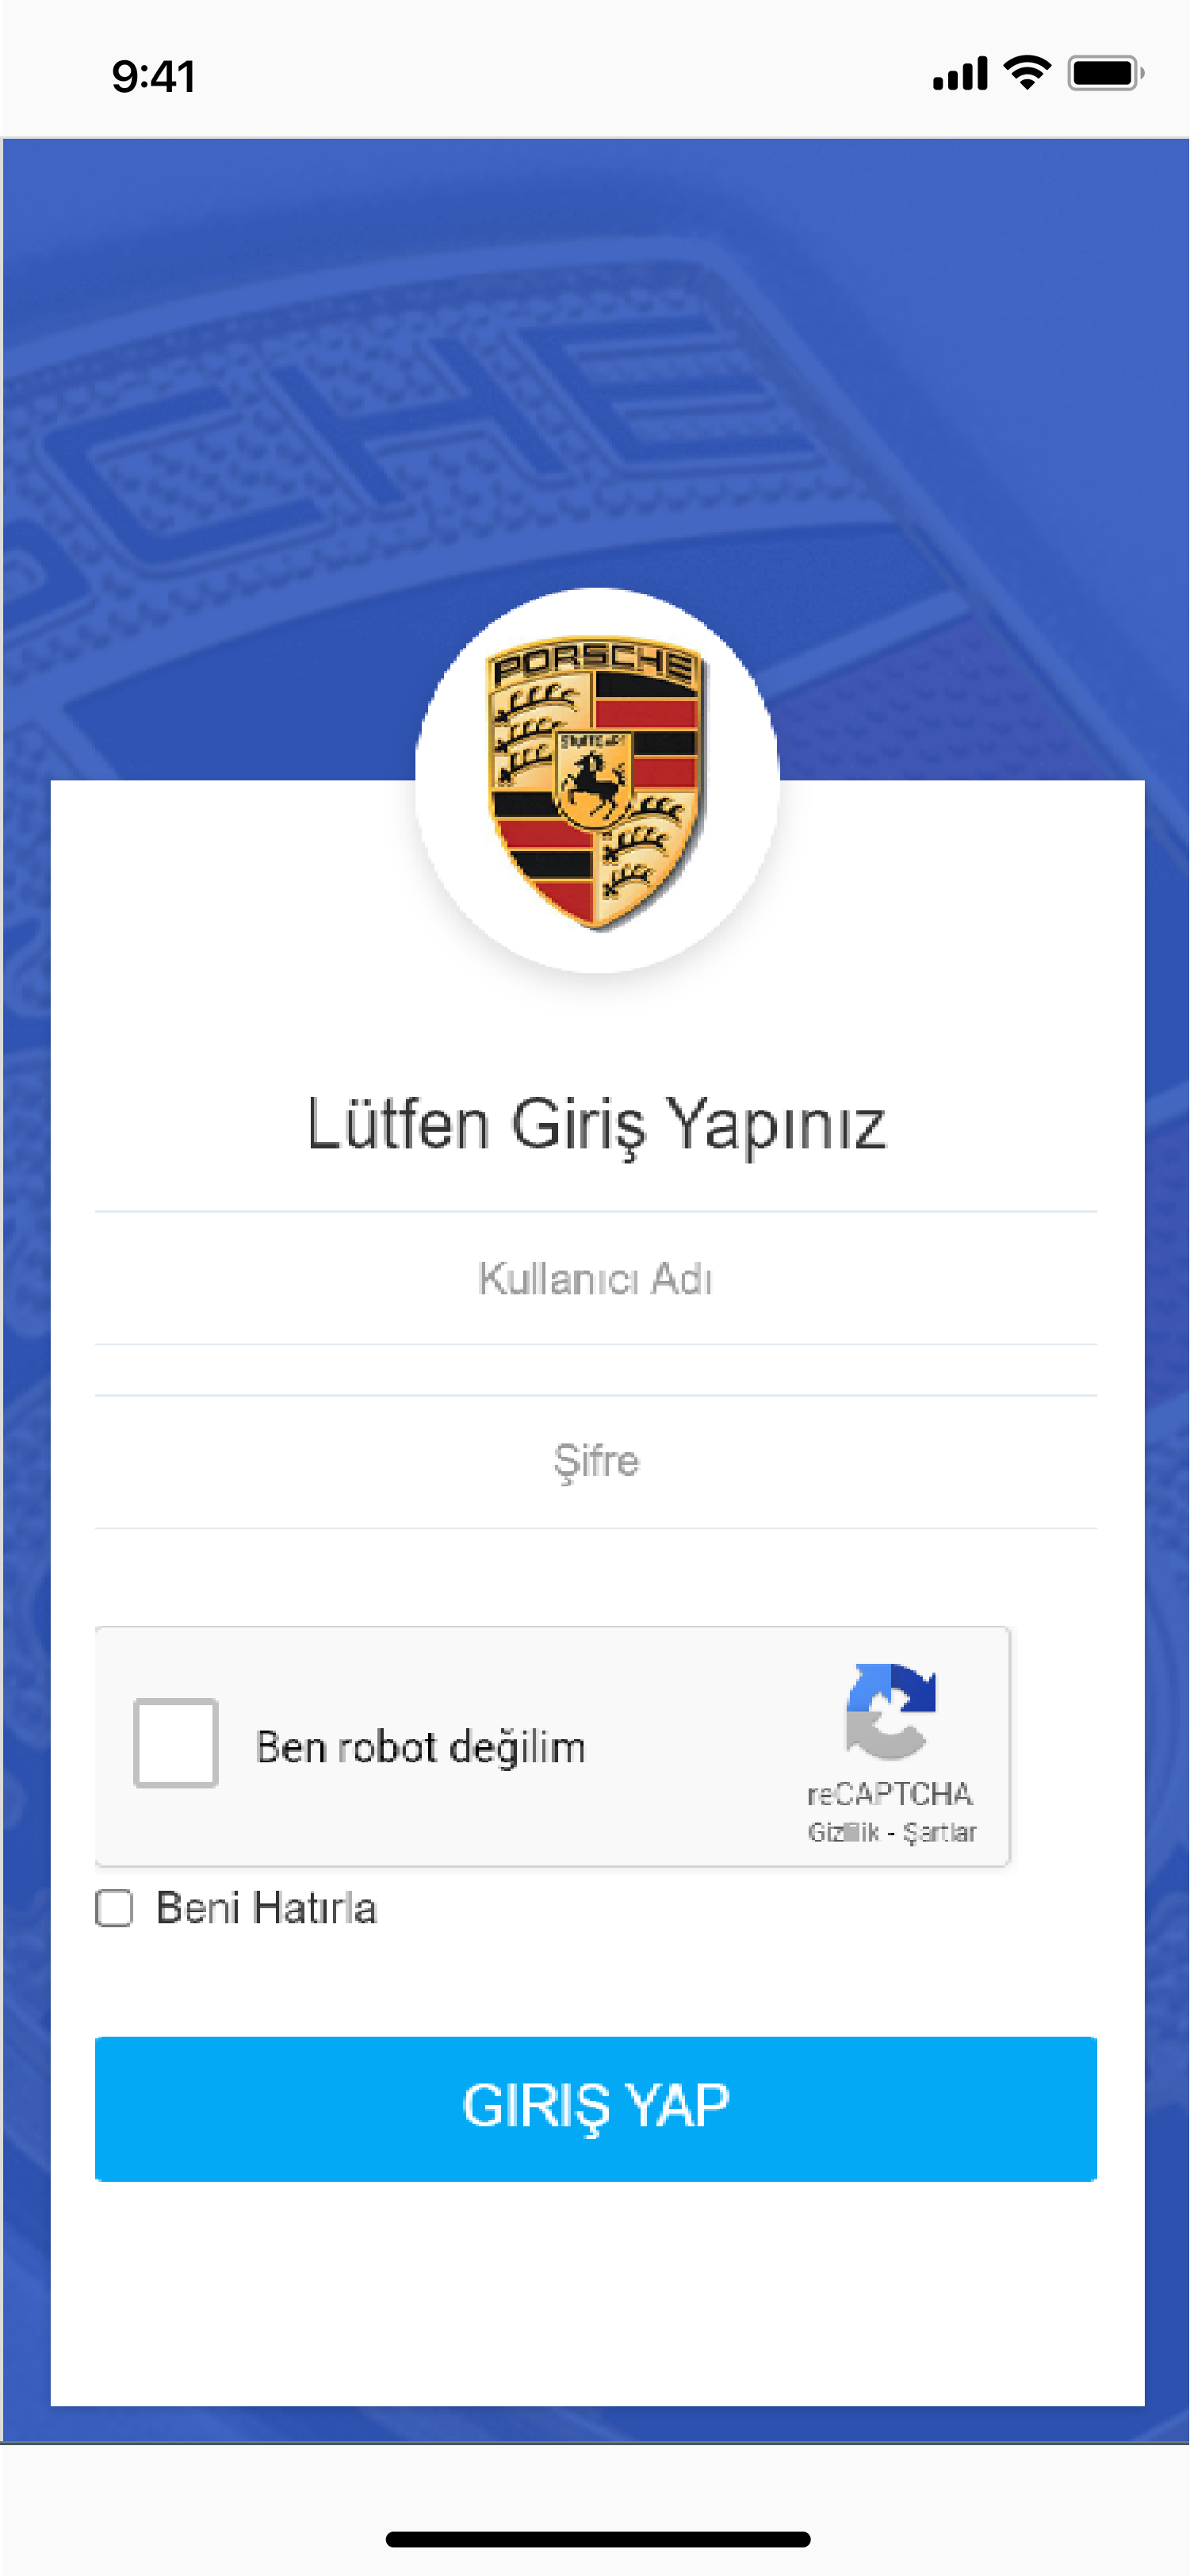 9:41
CHE
PORSCHE
STUTTGART
Lütfen Giriş Yapınız
Kullanıcı Adı
Şifre
Ben robot değilim
reCAPTCHA
Gizlilik - Şartlar
Beni Hatırla
GIRIŞ YAP